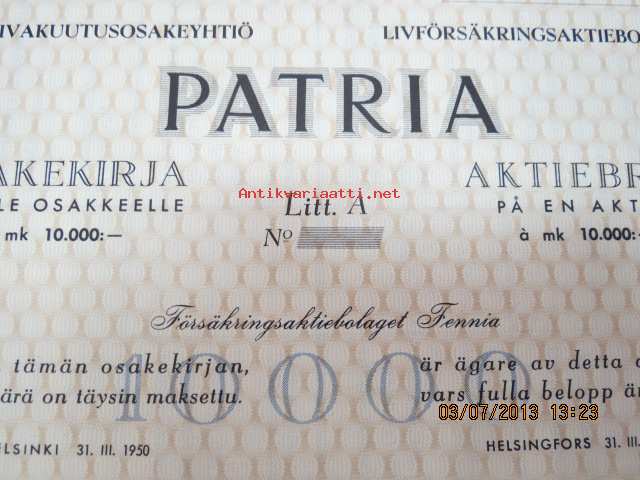 IVAKUUTUSOSAKEYHTIÖ LIVFÖRSÄKRINGSAKTIEBO
PATRIA
AKEKIRJA AKTIEBR
Antikvariaatti.net
LE OSAKKEELLE Litt. A PÅ EN AKT
mk 10.000:— No à mk 10.000:—
Försäkringsaktiebolaget Fennia
tämän osakekirjan, är ägare av detta
ärä on täysin maksettu. vars fulla belopp är
10000
03/07/2013 13:23
ELSINKI 31. III. 1950 HELSINGFORS 31. III.